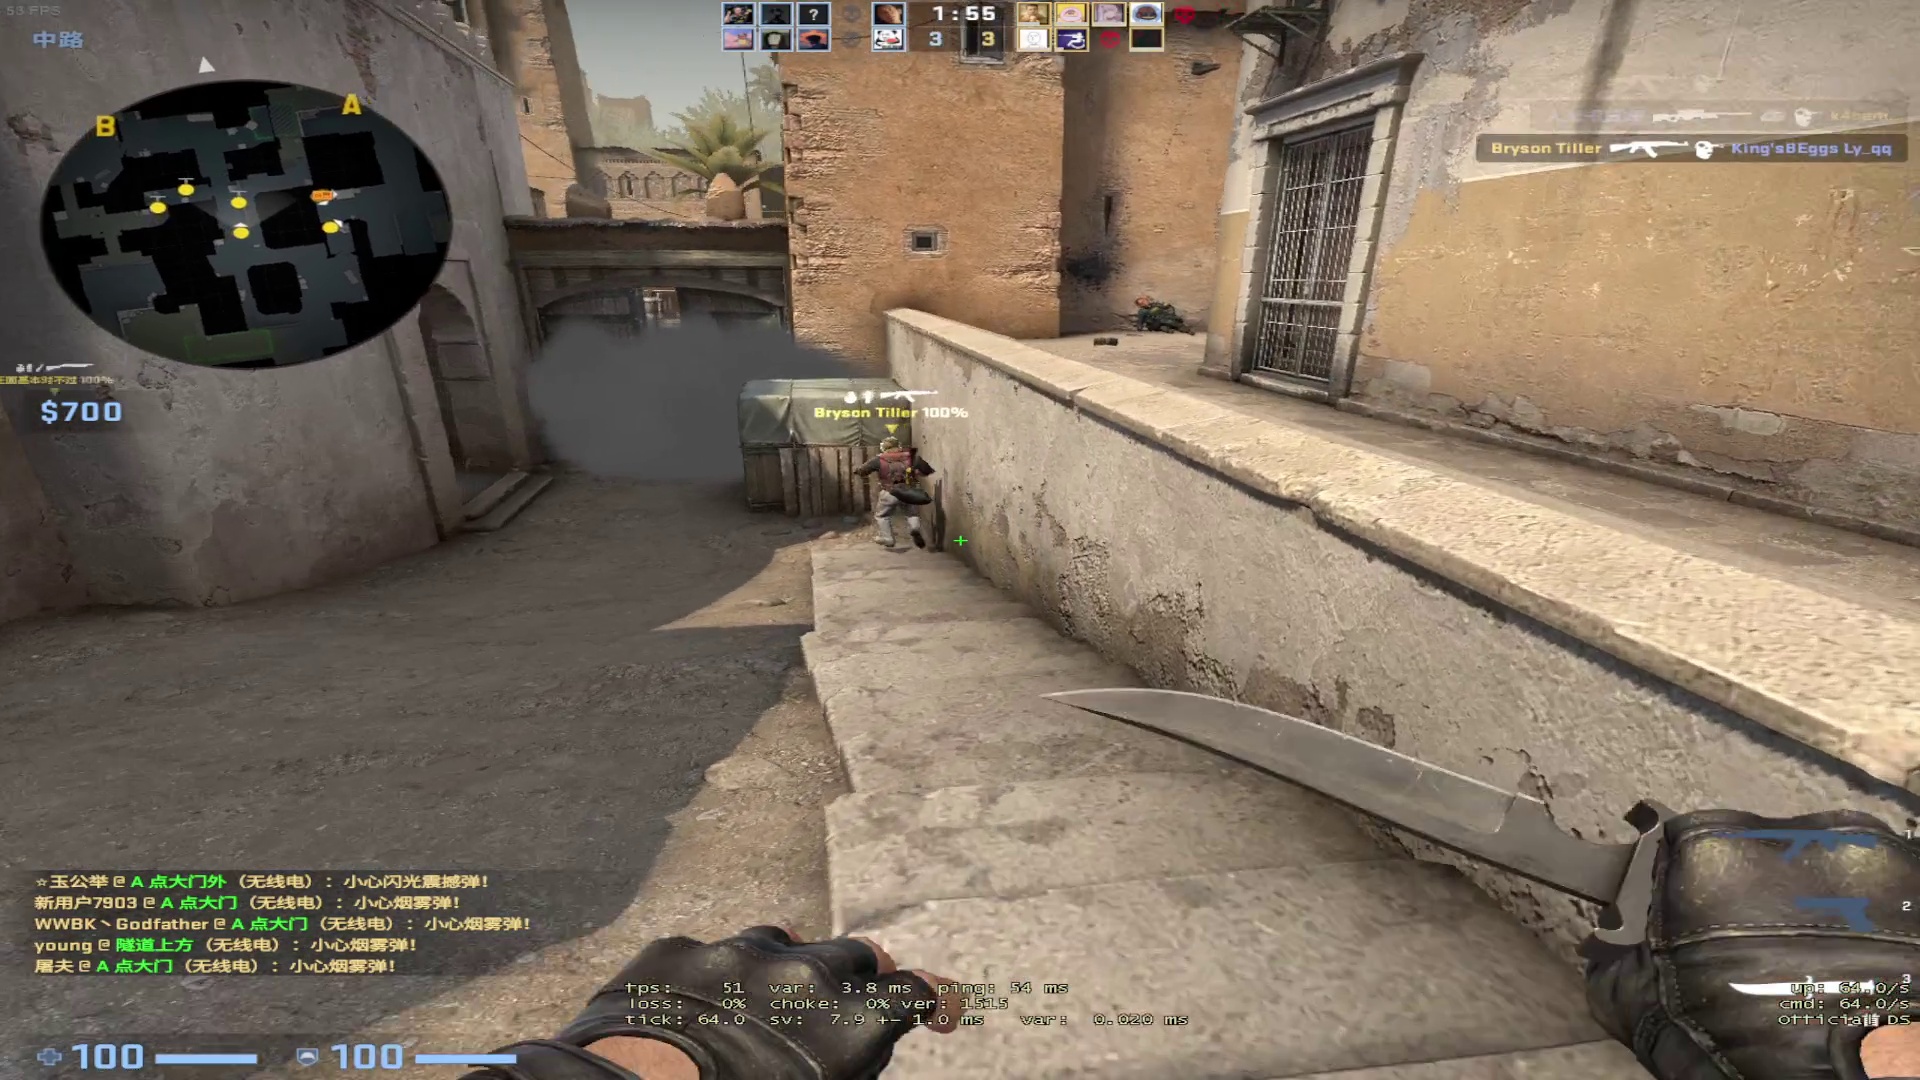 53 FPS
中路
?
1:55
3
3
B
A
k4nem
Bryson Tiller King'sBEggs Ly_qq
100%
$700
Bryson Tiller 100%
☆玉公举@A 点大门外（无线电）：小心闪光震撼弹!
新用户7903@A 点大门（无线电）：小心烟雾弹!
WWBK丶Godfather@A 点大门（无线电）：小心烟雾弹!
young@隧道上方（无线电）：小心烟雾弹!
屠夫@A 点大门（无线电）：小心烟雾弹!
fps: 51 var: 3.8 ms ping: 54 ms
loss: 0% choke: 0% ver: 1515
tick: 64.0 sv: 7.9 +- 1.0 ms var: 0.020 ms
1
2
3
up: 64.0/s
cmd: 64.0/s
DS
100
100